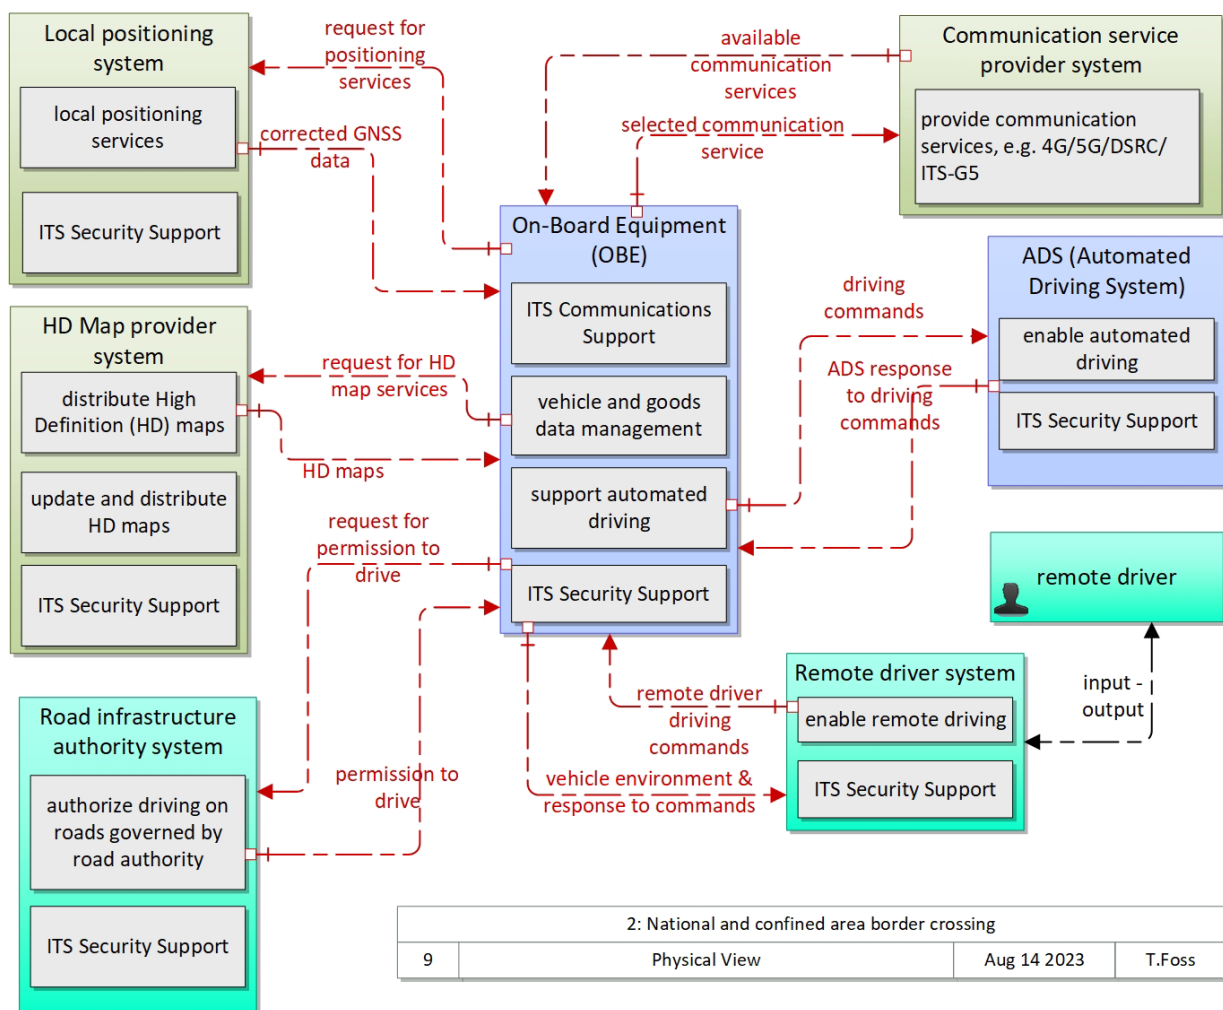 Local positioning
system
local positioning
services
ITS Security Support
request for
positioning
services
corrected GNSS
data
available
communication
services
selected communication
service
Communication service
provider system
provide communication
services, e.g. 4G/5G/DSRC/
ITS-G5
On-Board Equipment
(OBE)
ITS Communications
Support
vehicle and goods
data management
support automated
driving
ITS Security Support
ADS (Automated
Driving System)
enable automated
driving
ITS Security Support
driving
commands
ADS response
to driving
commands
HD Map provider
system
distribute High
Definition (HD) maps
update and distribute
HD maps
ITS Security Support
request for HD
map services
HD maps
request for
permission to
drive
permission to
drive
remote driver
input -
output
Remote driver system
enable remote driving
ITS Security Support
remote driver
driving
commands
vehicle environment &
response to commands
Road infrastructure
authority system
authorize driving on
roads governed by
road authority
ITS Security Support
2: National and confined area border crossing
9 Physical View Aug 14 2023 T.Foss